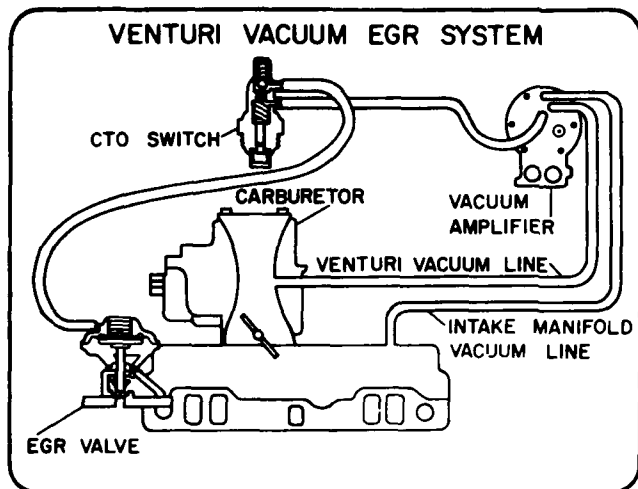 VENTURI VACUUM EGR SYSTEM
CTO SWITCH
CARBURETOR
VACUUM
AMPLIFIER
VENTURI VACUUM LINE
INTAKE MANIFOLD
VACUUM LINE
EGR VALVE